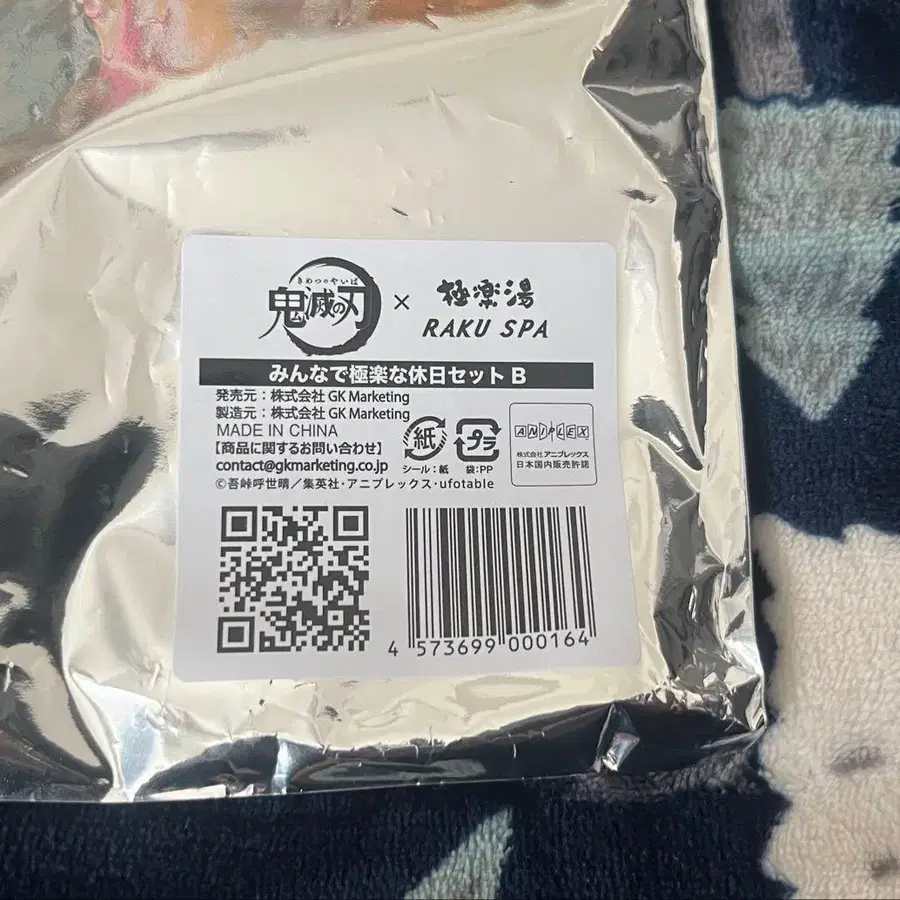 きめつのやいば
鬼滅の刃
×
極楽湯
RAKU SPA
みんなで極楽な休日セット B
発売元：株式会社 GK Marketing
製造元：株式会社 GK Marketing
MADE IN CHINA
【商品に関するお問い合わせ】
contact@gkmarketing.co.jp
紙
シール：紙
プラ
袋:PP
ANIPLEX
株式会社 アニプレックス
日本国内販売許諾
©吾峠呼世晴／集英社・アニプレックス・ufotable
4 573699 000164